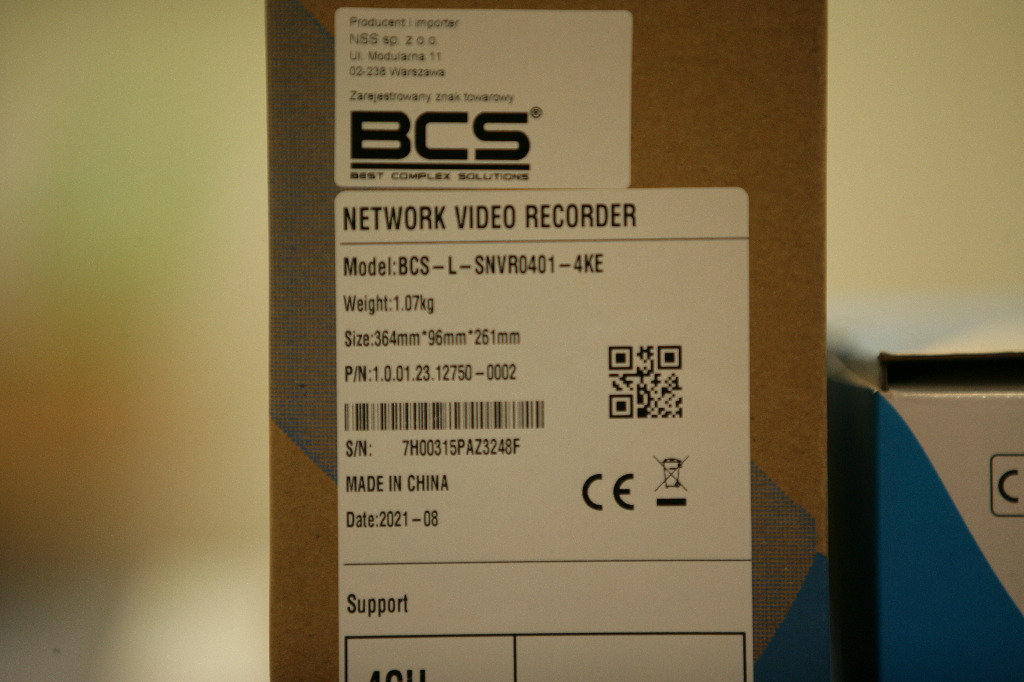 Producent i importer
NSS sp. z o.o.
Ul. Modularna 11
02-238 Warszawa
Zarejestrowany znak towarowy
BCS®
BEST COMPLEX SOLUTIONS
NETWORK VIDEO RECORDER
Model:BCS-L-SNVR0401-4KE
Weight:1.07kg
Size:364mm*96mm*261mm
P/N:1.0.01.23.12750-0002
S/N: 7H00315PAZ3248F
MADE IN CHINA
CE
Date:2021-08
Support
4CH